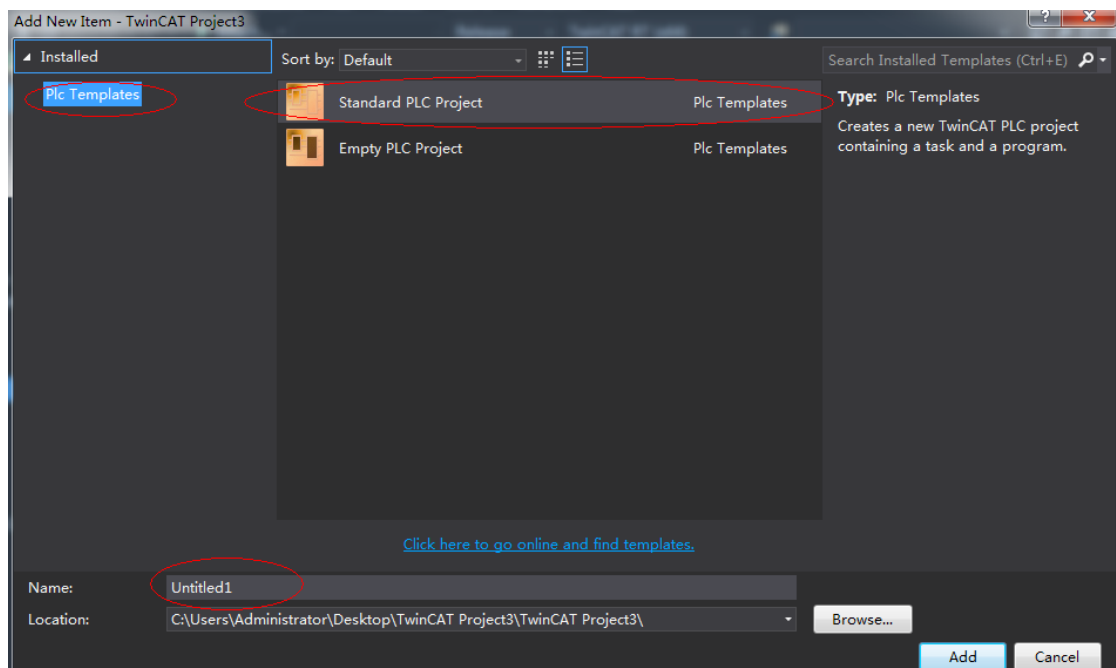 Add New Item - TwinCAT Project3
Installed
Sort by: Default
Search Installed Templates (Ctrl+E)
Plc Templates
Standard PLC Project Plc Templates
Empty PLC Project Plc Templates
Type: Plc Templates
Creates a new TwinCAT PLC project
containing a task and a program.
Click here to go online and find templates.
Name: Untitled1
Location: C:\Users\Administrator\Desktop\TwinCAT Project3\TwinCAT Project3\
Browse...
Add Cancel